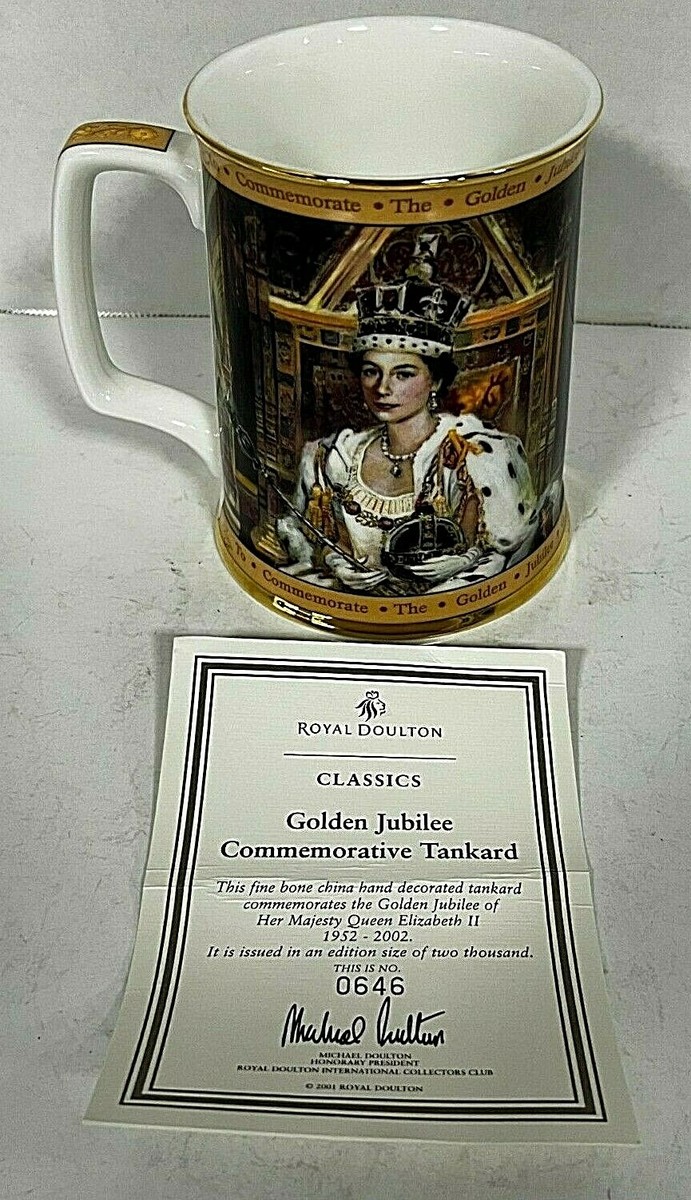 To • Commemorate • The • Golden • Jubilee
To • Commemorate • The • Golden • Jubilee
ROYAL DOULTON
CLASSICS
Golden Jubilee
Commemorative Tankard
This fine bone china hand decorated tankard
commemorates the Golden Jubilee of
Her Majesty Queen Elizabeth II
1952 - 2002.
It is issued in an edition size of two thousand.
THIS IS NO.
0646
Michael Doulton
MICHAEL DOULTON
HONORARY PRESIDENT
ROYAL DOULTON INTERNATIONAL COLLECTORS CLUB
© 2001 ROYAL DOULTON